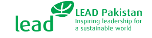 lead
LEAD Pakistan
Inspiring leadership for
a sustainable world